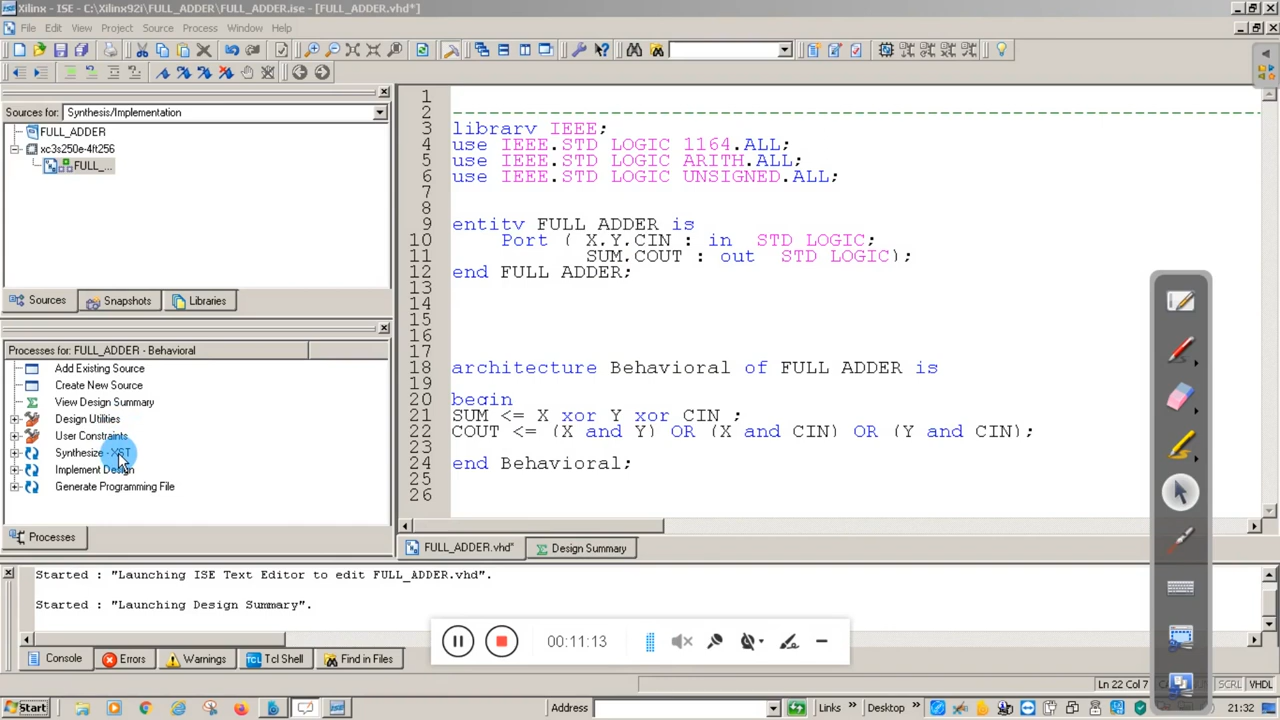 Xilinx - ISE - C:\Xilinx92i\FULL_ADDER\FULL_ADDER.ise - [FULL_ADDER.vhd*]
File Edit View Project Source Process Window Help
Sources for: Synthesis/Implementation
FULL_ADDER
xc3s250e-4ft256
FULL_...
Sources Snapshots Libraries
Processes for: FULL_ADDER - Behavioral
Add Existing Source
Create New Source
View Design Summary
Design Utilities
User Constraints
Synthesize - XST
Implement Design
Generate Programming File
Processes
1
2 --------------------------------------------------------------------
3 library IEEE;
4 use IEEE.STD_LOGIC_1164.ALL;
5 use IEEE.STD_LOGIC_ARITH.ALL;
6 use IEEE.STD_LOGIC_UNSIGNED.ALL;
7
8
9 entity FULL_ADDER is
10 Port ( X,Y,CIN : in STD_LOGIC;
11 SUM,COUT : out STD_LOGIC);
12 end FULL_ADDER;
13
14
15
16
17
18 architecture Behavioral of FULL_ADDER is
19
20 begin
21 SUM <= X xor Y xor CIN ;
22 COUT <= (X and Y) OR (X and CIN) OR (Y and CIN);
23
24 end Behavioral;
25
26
FULL_ADDER.vhd* Design Summary
Started : "Launching ISE Text Editor to edit FULL_ADDER.vhd".
Started : "Launching Design Summary".
00:11:13
Console Errors Warnings Tcl Shell Find in Files
Ln 22 Col 7 SCRL VHDL
Start Address Links » Desktop » 21:32